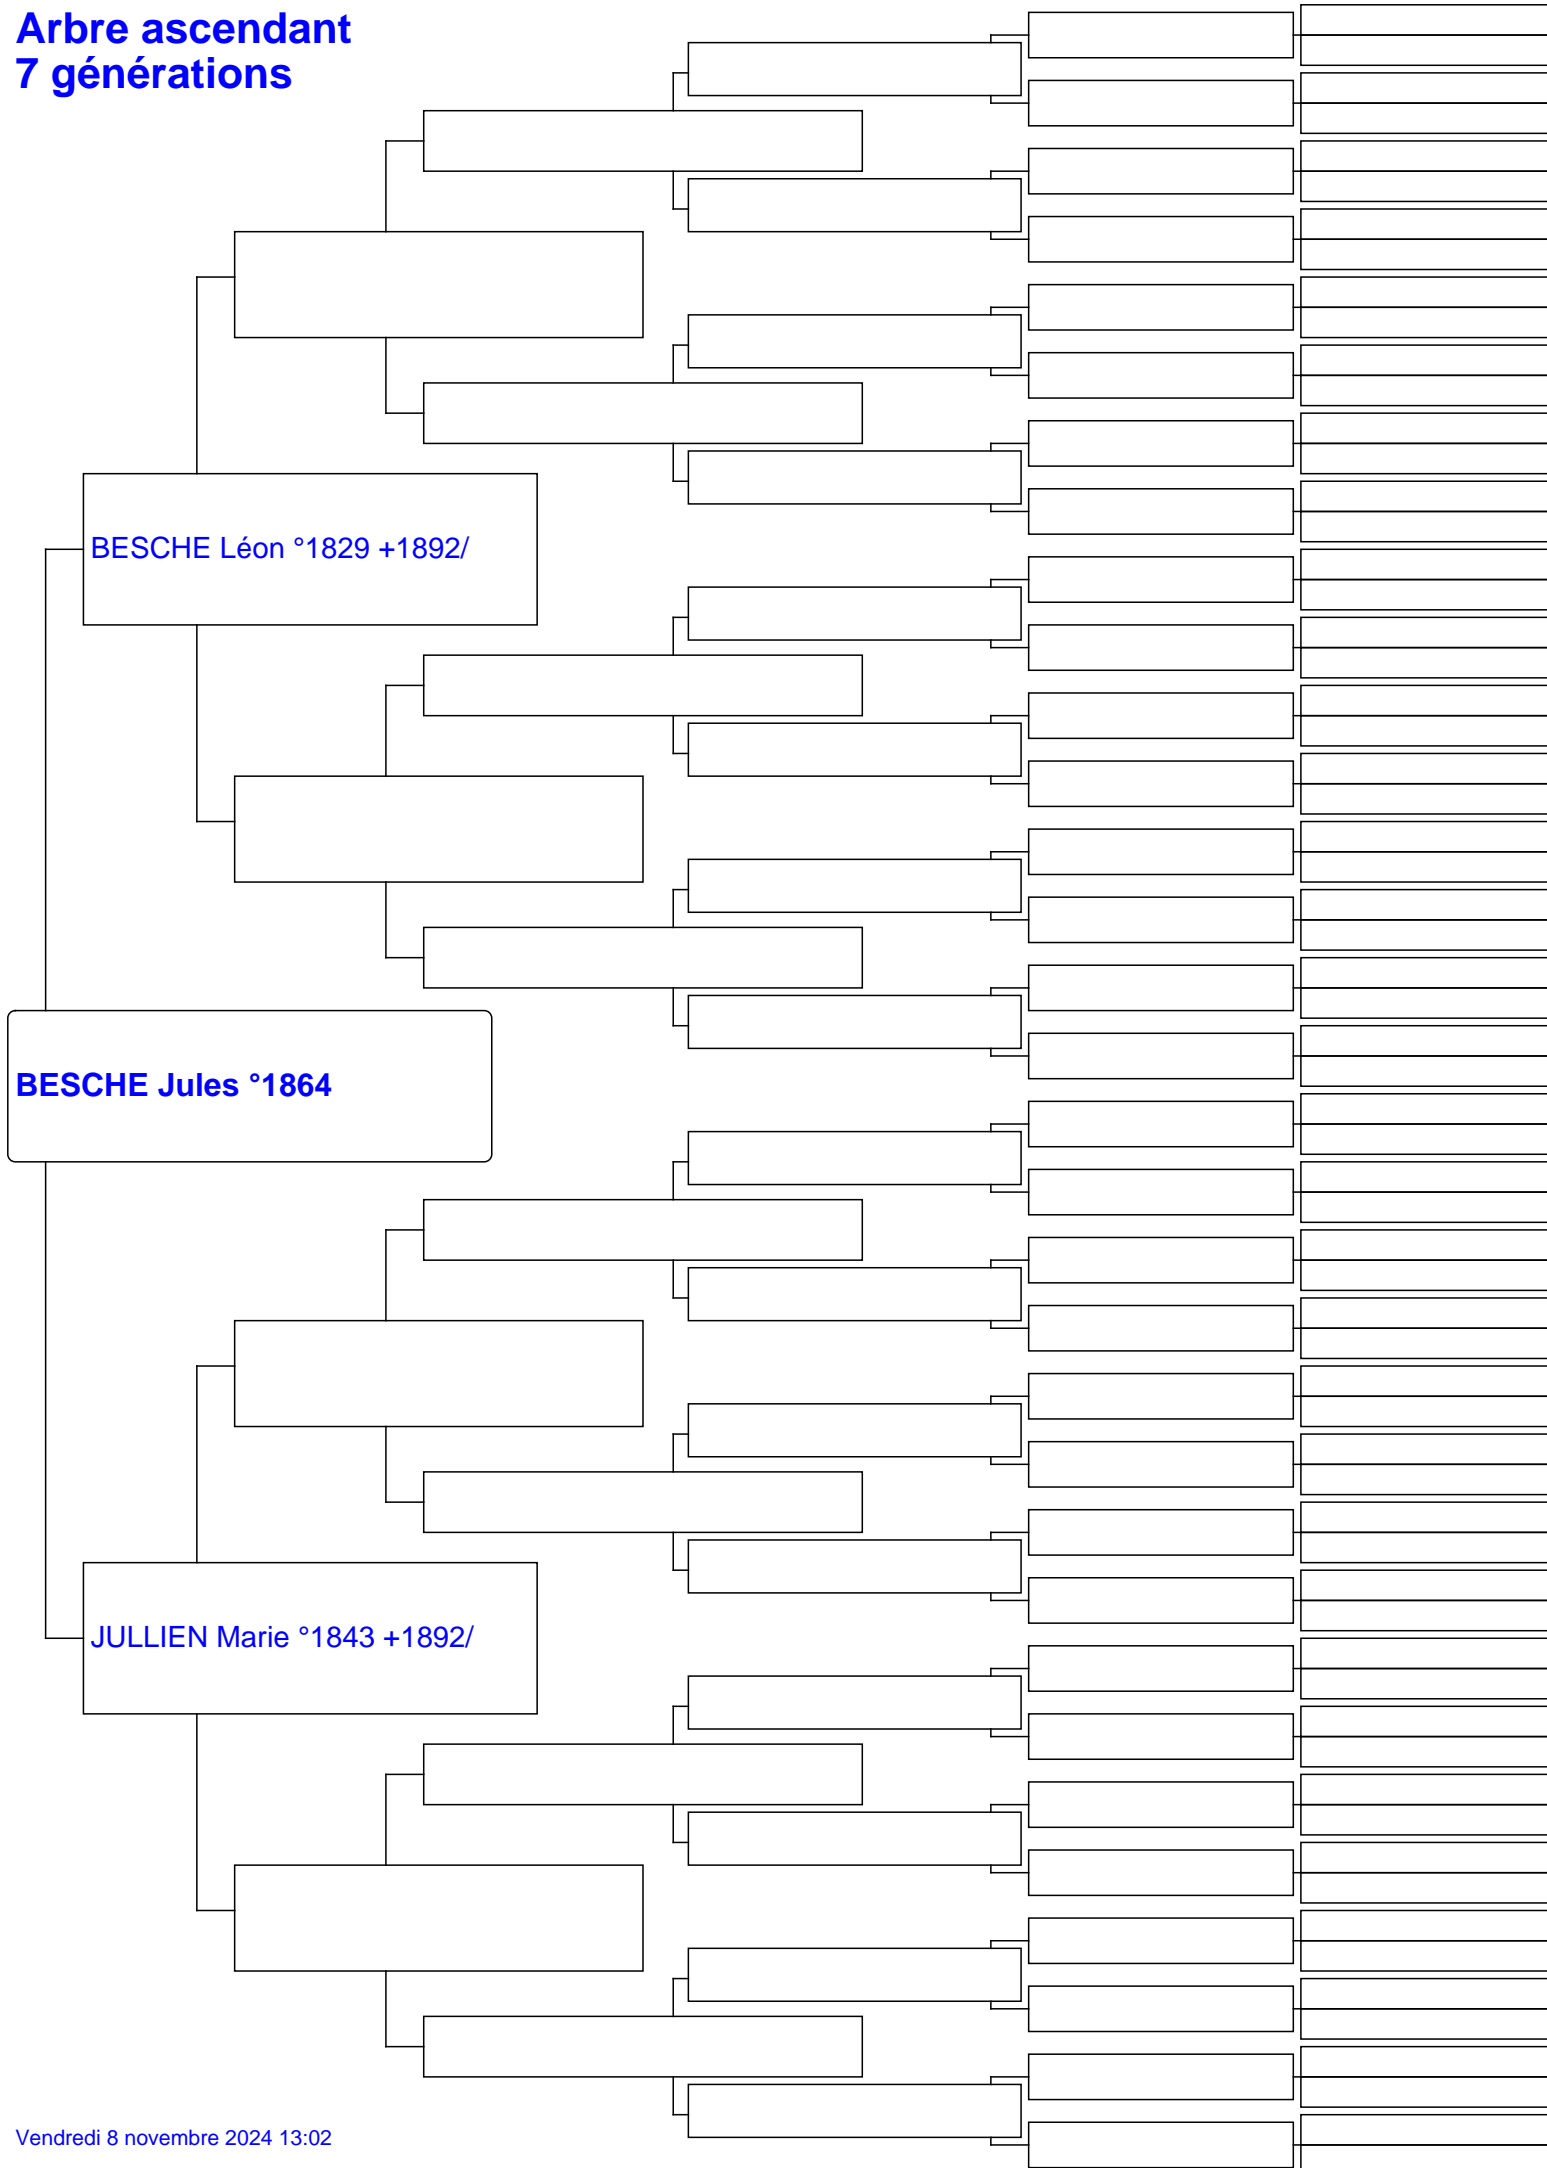 Arbre ascendant
7 générations
BESCHE Léon °1829 +1892/
BESCHE Jules °1864
JULLIEN Marie °1843 +1892/
Vendredi 8 novembre 2024 13:02